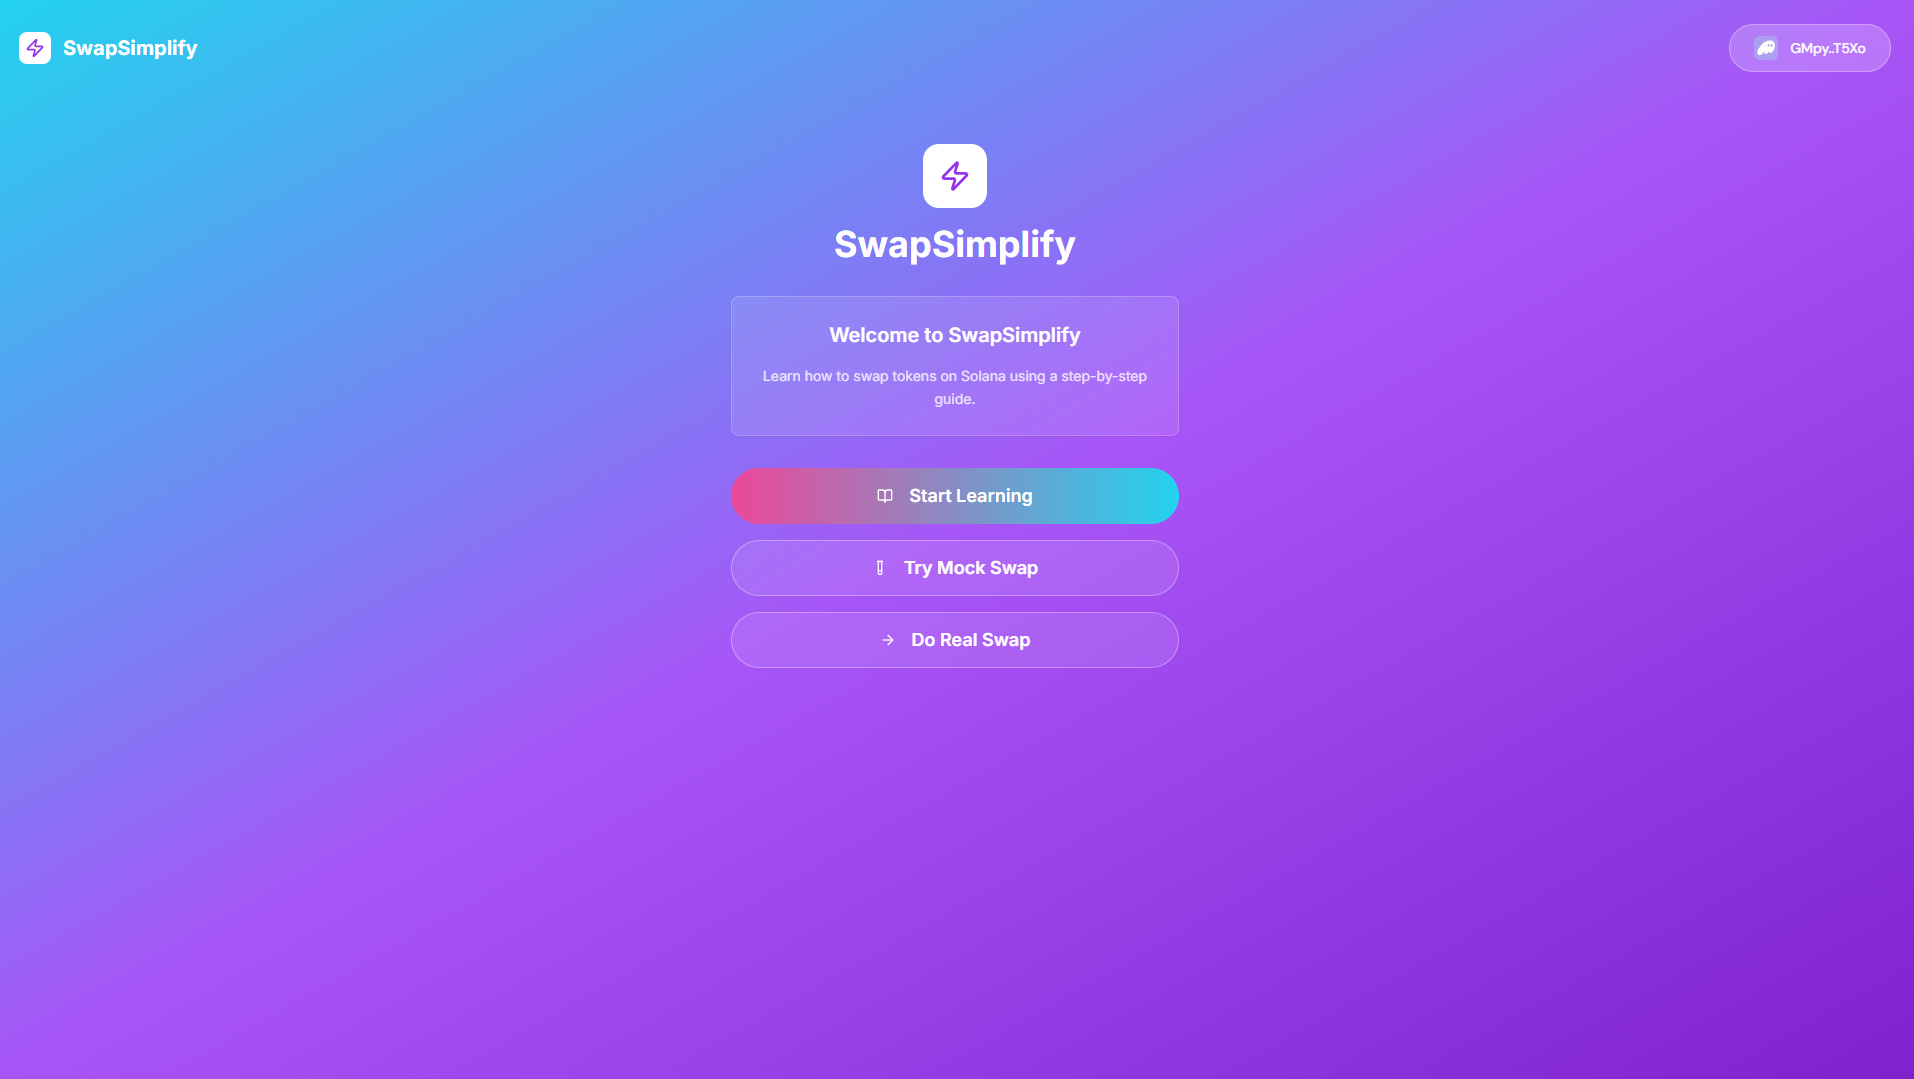 SwapSimplify
GMpy..T5Xo
SwapSimplify
Welcome to SwapSimplify
Learn how to swap tokens on Solana using a step-by-step
guide.
Start Learning
Try Mock Swap
Do Real Swap